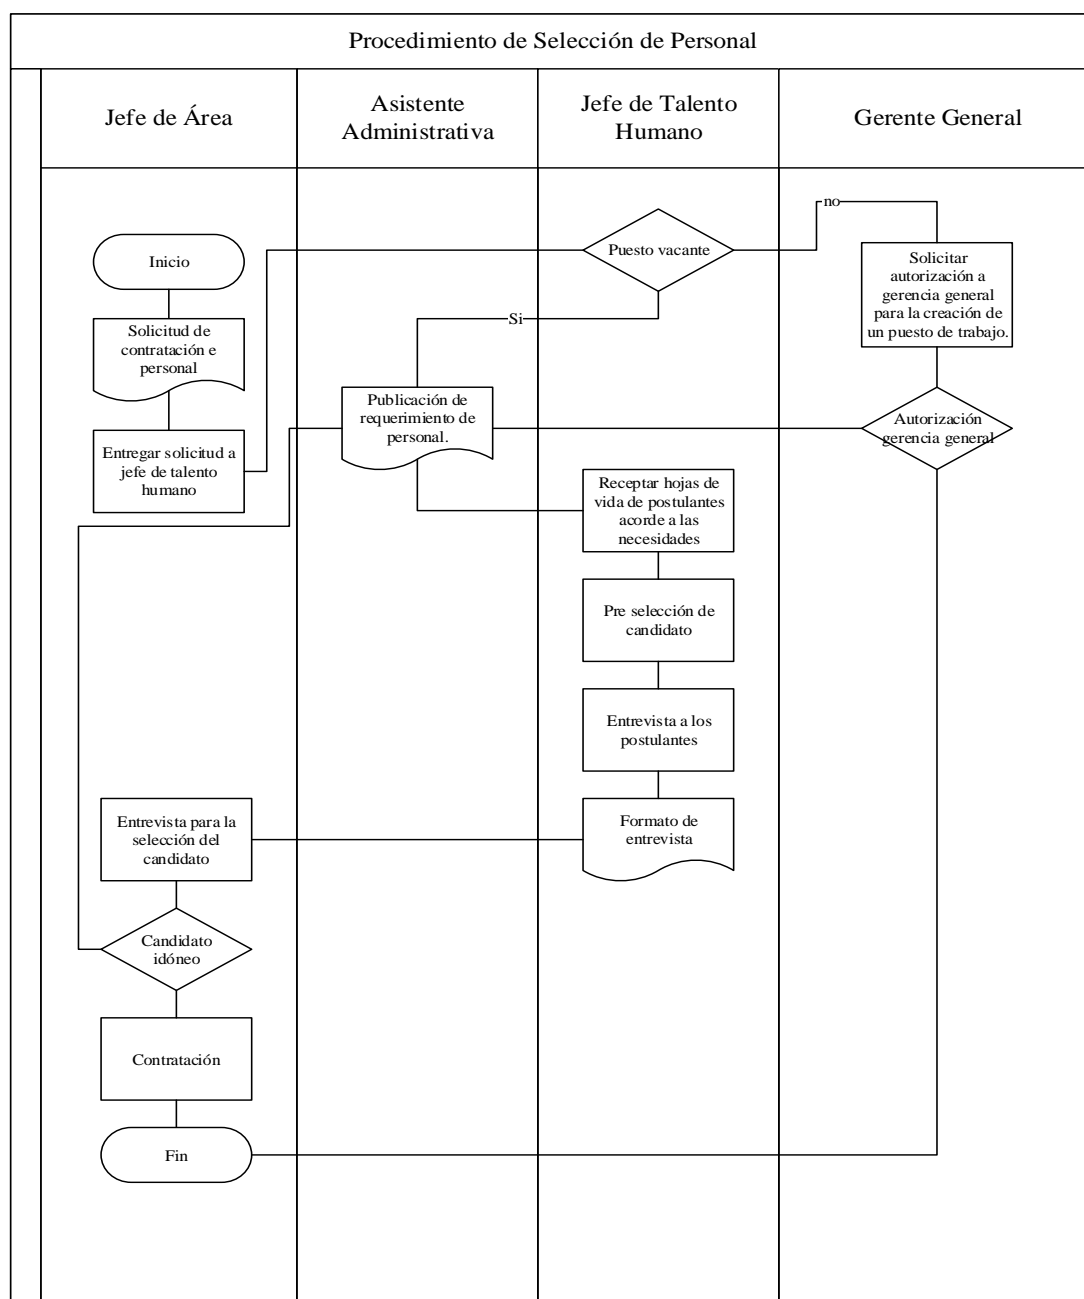 Procedimiento de Selección de Personal
Jefe de Área
Asistente
Administrativa
Jefe de Talento
Humano
Gerente General
Inicio
Solicitud de
contratación e
personal
Entregar solicitud a
jefe de talento
humano
Puesto vacante
no
Si
Solicitar
autorización a
gerencia general
para la creación de
un puesto de trabajo.
Autorización
gerencia general
Publicación de
requerimiento de
personal.
Receptar hojas de
vida de postulantes
acorde a las
necesidades
Pre selección de
candidato
Entrevista a los
postulantes
Formato de
entrevista
Entrevista para la
selección del
candidato
Candidato
idóneo
Contratación
Fin